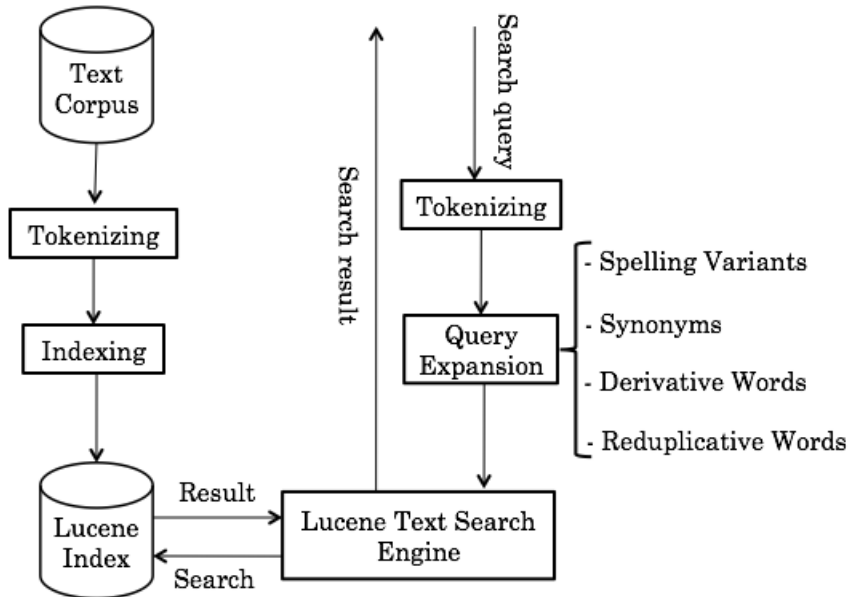 Text
Corpus
Tokenizing
Indexing
Lucene
Index
Result
Search
Search result
Search query
Tokenizing
Query
Expansion
- Spelling Variants
- Synonyms
- Derivative Words
- Reduplicative Words
Lucene Text Search
Engine